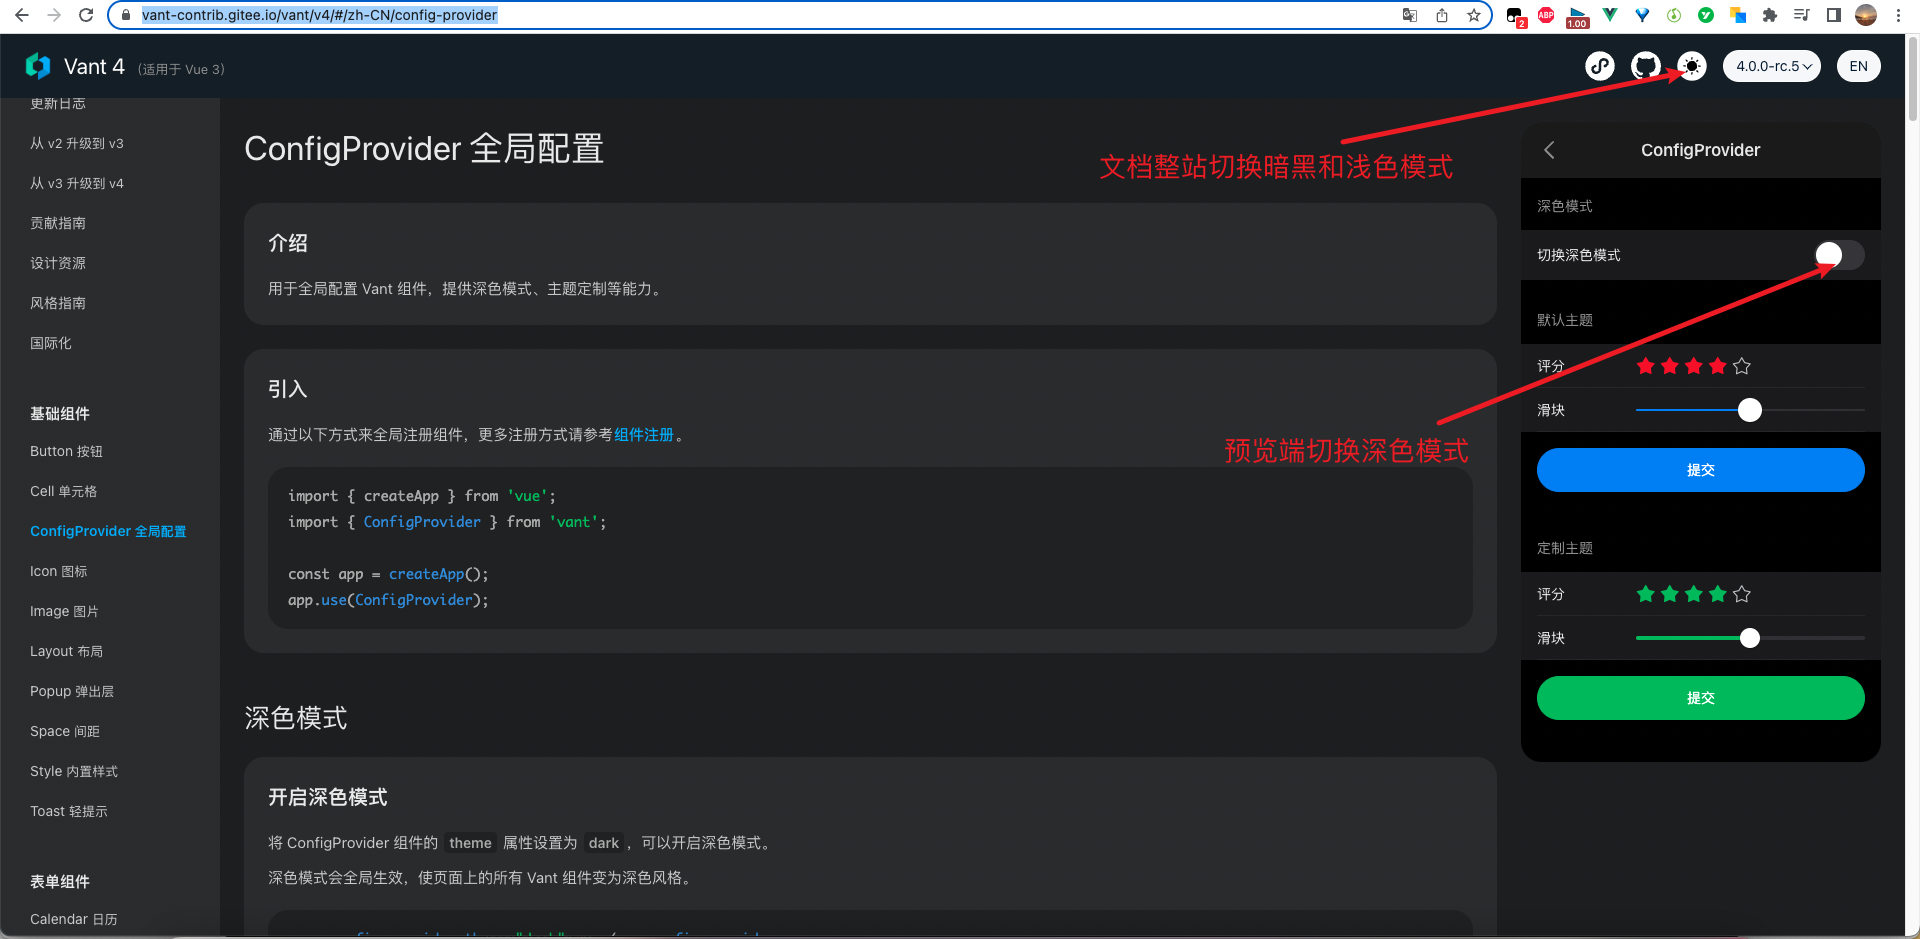 vant-contrib.gitee.io/vant/v4/#/zh-CN/config-provider
2
ABP
1.00
Vant 4 (适用于 Vue 3)
4.0.0-rc.5
EN
更新日志
从 v2 升级到 v3
从 v3 升级到 v4
贡献指南
设计资源
风格指南
国际化
基础组件
Button 按钮
Cell 单元格
ConfigProvider 全局配置
Icon 图标
Image 图片
Layout 布局
Popup 弹出层
Space 间距
Style 内置样式
Toast 轻提示
表单组件
Calendar 日历
ConfigProvider 全局配置
介绍
用于全局配置 Vant 组件，提供深色模式、主题定制等能力。
引入
通过以下方式来全局注册组件，更多注册方式请参考组件注册。
import { createApp } from 'vue';
import { ConfigProvider } from 'vant';
const app = createApp();
app.use(ConfigProvider);
深色模式
开启深色模式
将 ConfigProvider 组件的 theme 属性设置为 dark，可以开启深色模式。
深色模式会全局生效，使页面上的所有 Vant 组件变为深色风格。
文档整站切换暗黑和浅色模式
预览端切换深色模式
ConfigProvider
深色模式
切换深色模式
默认主题
评分
滑块
提交
定制主题
评分
滑块
提交